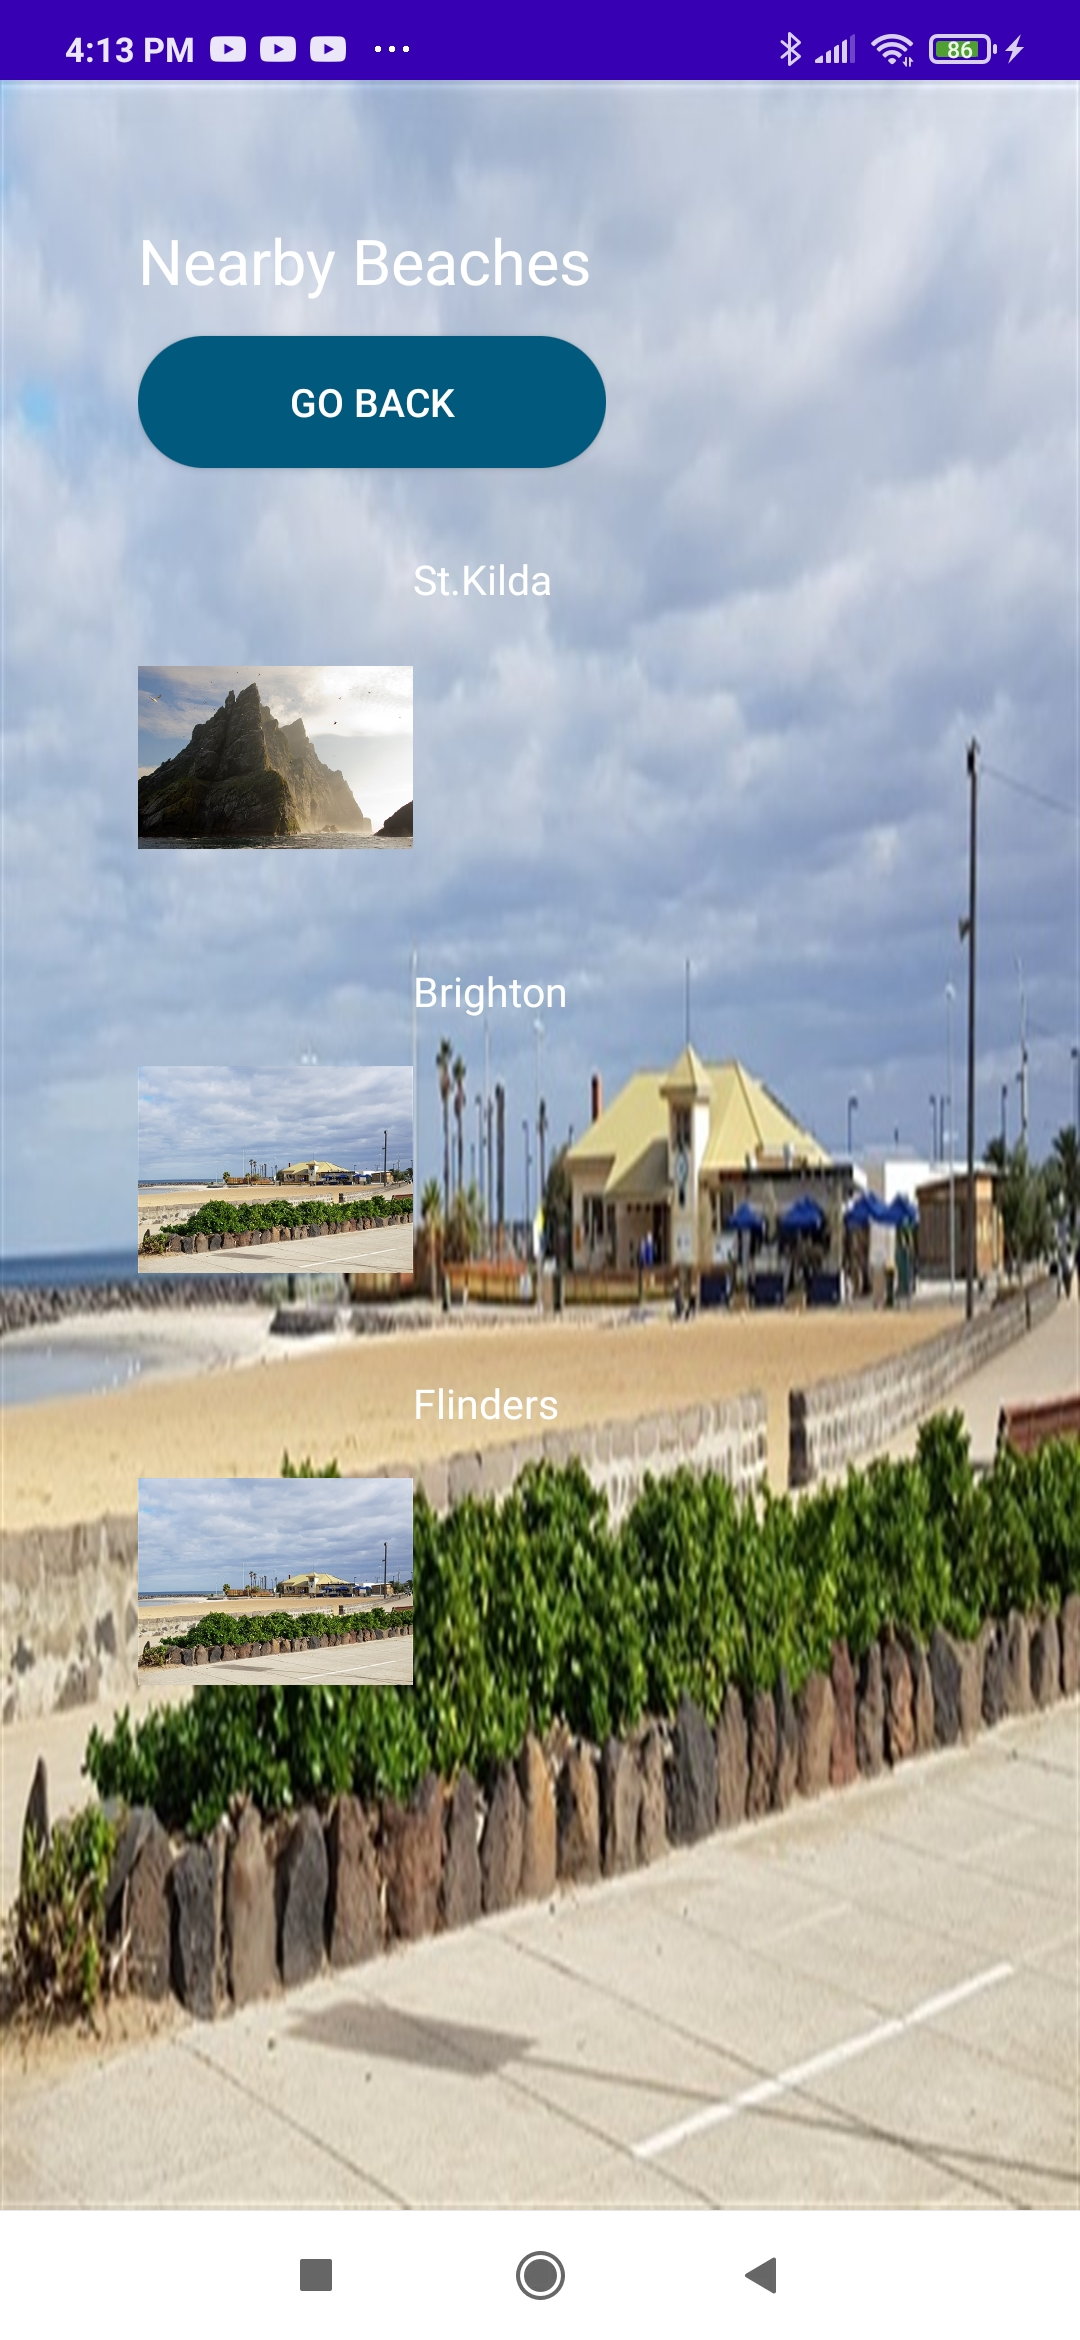 4:13 PM
86
Nearby Beaches
GO BACK
St.Kilda
Brighton
Flinders